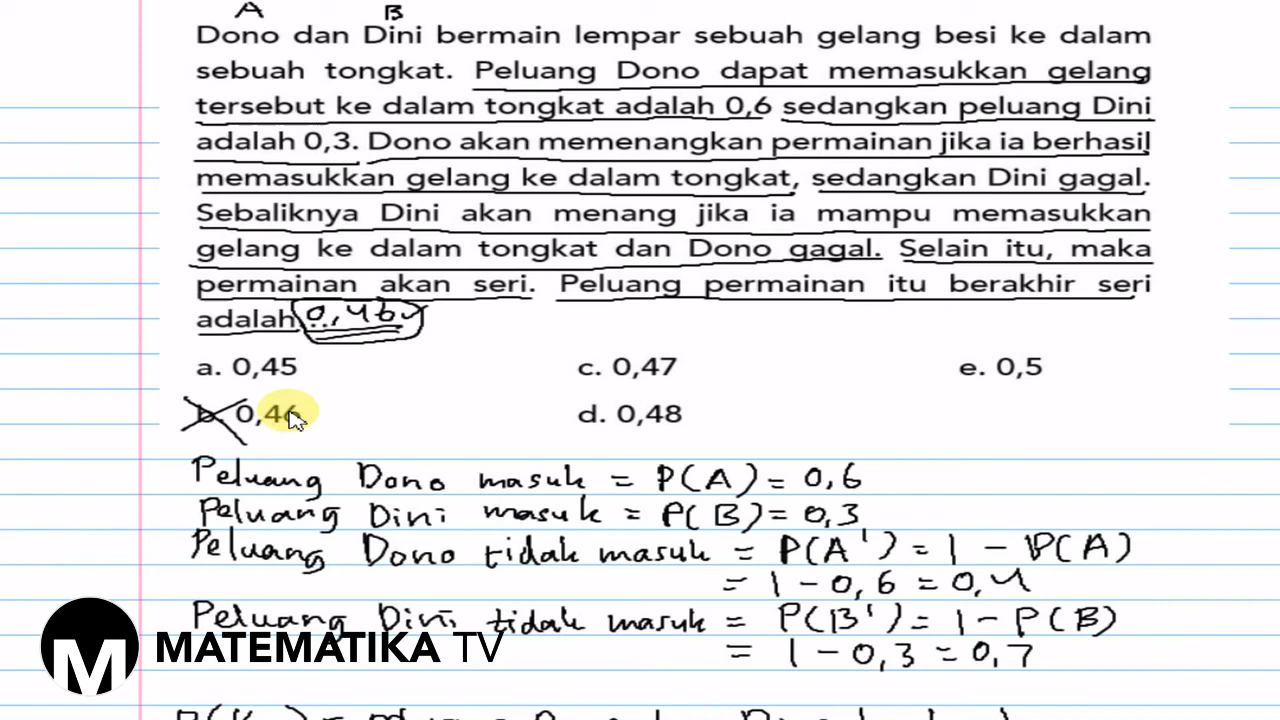 A B
Dono dan Dini bermain lempar sebuah gelang besi ke dalam
sebuah tongkat. Peluang Dono dapat memasukkan gelang
tersebut ke dalam tongkat adalah 0,6 sedangkan peluang Dini
adalah 0,3. Dono akan memenangkan permainan jika ia berhasil
memasukkan gelang ke dalam tongkat, sedangkan Dini gagal.
Sebaliknya Dini akan menang jika ia mampu memasukkan
gelang ke dalam tongkat dan Dono gagal. Selain itu, maka
permainan akan seri. Peluang permainan itu berakhir seri
adalah 0,46
a. 0,45 c. 0,47 e. 0,5
b. 0,46 d. 0,48
Peluang Dono masuk = P(A) = 0,6
Peluang Dini masuk = P(B) = 0,3
Peluang Dono tidak masuk = P(A') = 1 - P(A)
= 1 - 0,6 = 0,4
Peluang Dini tidak masuk = P(B') = 1 - P(B)
= 1 - 0,3 = 0,7
M MATEMATIKA TV